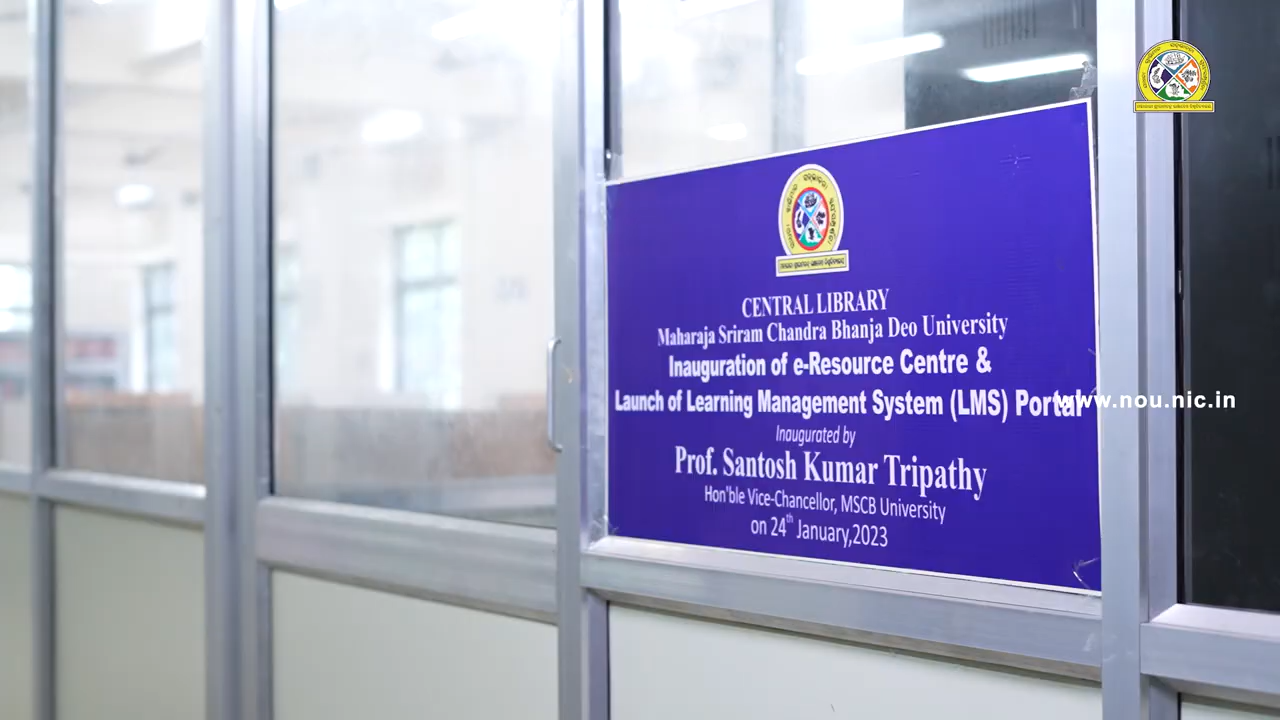 CENTRAL LIBRARY
Maharaja Sriram Chandra Bhanja Deo University
Inauguration of e-Resource Centre &
Launch of Learning Management System (LMS) Portal
Inaugurated by
Prof. Santosh Kumar Tripathy
Hon'ble Vice-Chancellor, MSCB University
on 24th January,2023
www.nou.nic.in